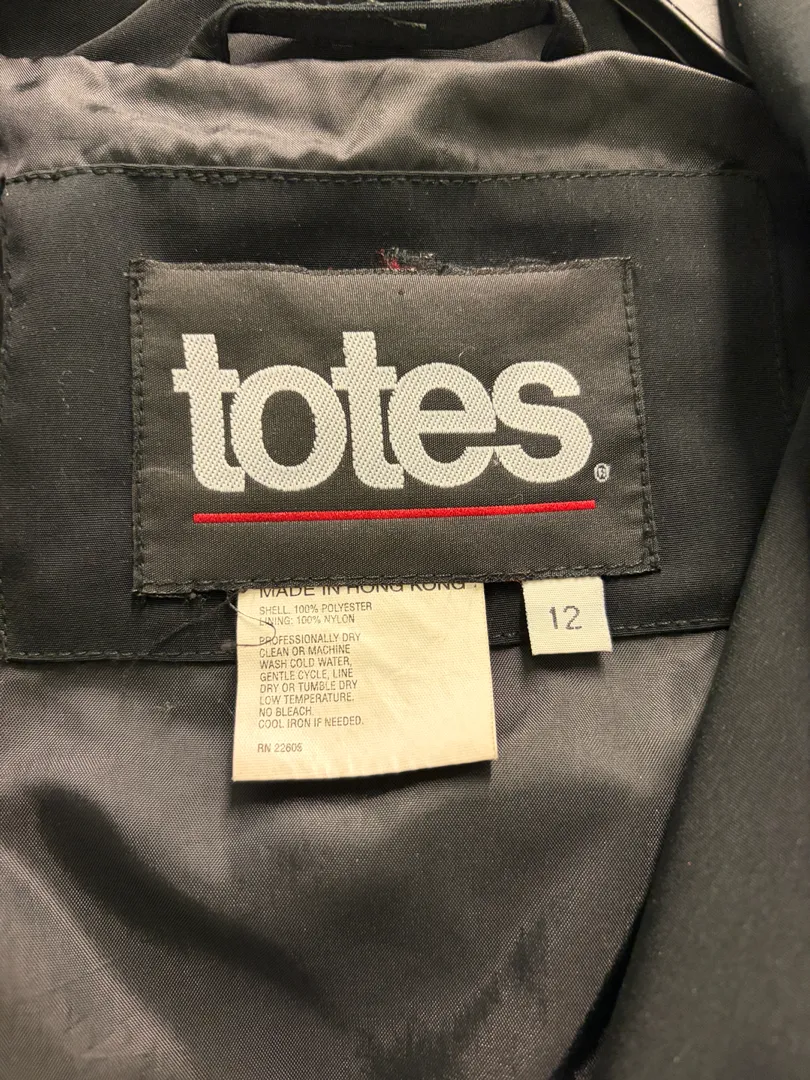 totes®
MADE IN HONG KONG
12
SHELL: 100% POLYESTER
LINING: 100% NYLON
PROFESSIONALLY DRY
CLEAN OR MACHINE
WASH COLD WATER,
GENTLE CYCLE, LINE
DRY OR TUMBLE DRY
LOW TEMPERATURE.
NO BLEACH.
COOL IRON IF NEEDED.
RN 22605